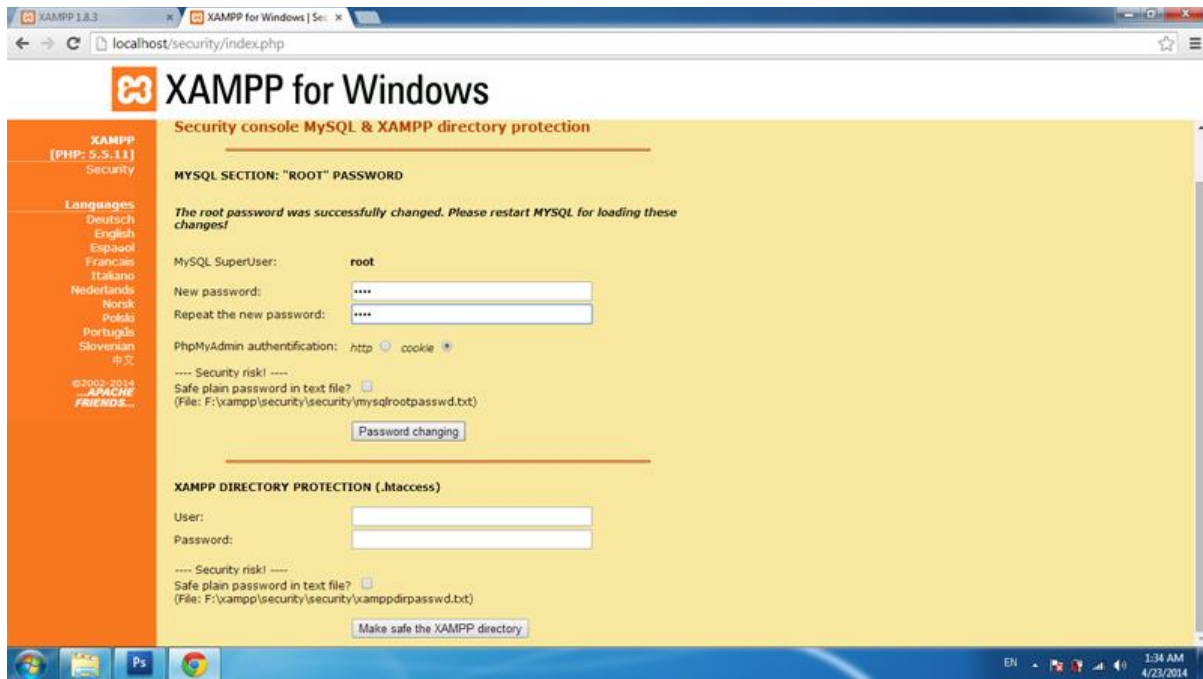 XAMPP 1.8.3
XAMPP for Windows | Sec
localhost/security/index.php
XAMPP for Windows
XAMPP
[PHP: 5.5.11]
Security
Languages
Deutsch
English
Espaol
Francais
Italiano
Nederlands
Norsk
Polski
Slovenian
中文
©2002-2014
...APACHE
FRIENDS...
Security console MySQL & XAMPP directory protection
MYSQL SECTION: "ROOT" PASSWORD
The root password was successfully changed. Please restart MYSQL for loading these
changes!
MySQL SuperUser: root
New password: ••••
Repeat the new password: ••••
PhpMyAdmin authentification: http cookie
---- Security risk! ----
Safe plain password in text file?
(File: F:\xampp\security\security\mysqlrootpasswd.txt)
Password changing
XAMPP DIRECTORY PROTECTION (.htaccess)
User:
Password:
---- Security risk! ----
Safe plain password in text file?
(File: F:\xampp\security\security\xamppdirpasswd.txt)
Make safe the XAMPP directory
Ps
EN
1:34 AM
4/23/2014